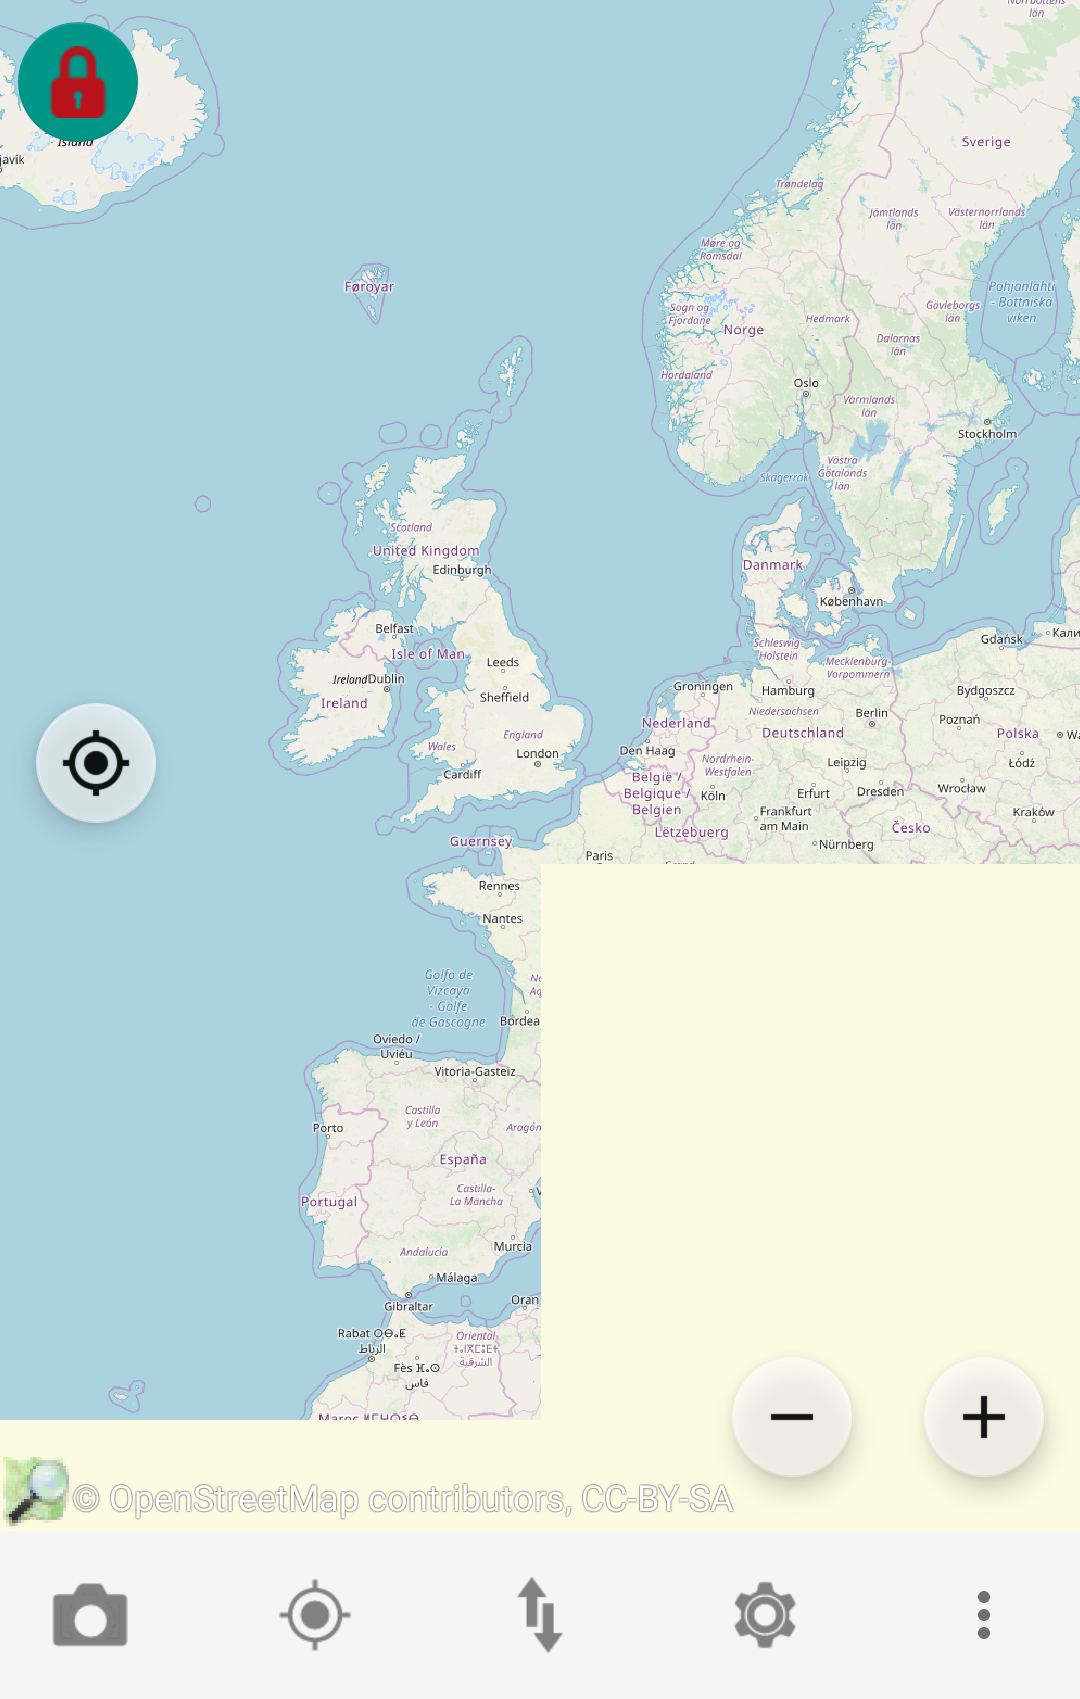 Norrbottens
län
Ísland
javík
Sverige
Trøndelag
Jämtlands
län
Västernorrlands
län
Møre og
Romsdal
Føroyar
Pohjanlahti
- Bottniska
viken
Sogn og
Fjordane
Norge
Hedmark
Gävleborgs
län
Dalarnas
län
Hordaland
Oslo
Värmlands
län
Stockholm
Västra
Götalands
län
Skagerrak
Scotland
United Kingdom
Edinburgh
Danmark
København
Belfast
Isle of Man
Schleswig-
Holstein
Mecklenburg-
Vorpommern
Gdańsk
Leeds
Ireland
Dublin
Sheffield
Ireland
Groningen
Hamburg
Bydgoszcz
Niedersachsen
Berlin
Poznań
Nederland
Deutschland
Polska
Wales
England
London
Den Haag
Nordrhein-
Westfalen
Leipzig
Łódź
Cardiff
België /
Belgique /
Belgien
Köln
Erfurt
Dresden
Wrocław
Frankfurt
am Main
Kraków
Guernsey
Lëtzebuerg
Česko
Nürnberg
Paris
Rennes
Nantes
Golfo de
Vizcaya
- Golfe
de Gascogne
Bordea
Oviedo /
Uviéu
Vitoria-Gasteiz
Castilla
y León
Porto
Aragón
España
Portugal
Castilla-
La Mancha
Andalucía
Murcia
Málaga
Gibraltar
Oran
Rabat ⵔⴱⴰⵟ
الرباط
Oriental
الشرقية
Fès ⴼⴰⵙ
فاس
Maroc
© OpenStreetMap contributors, CC-BY-SA